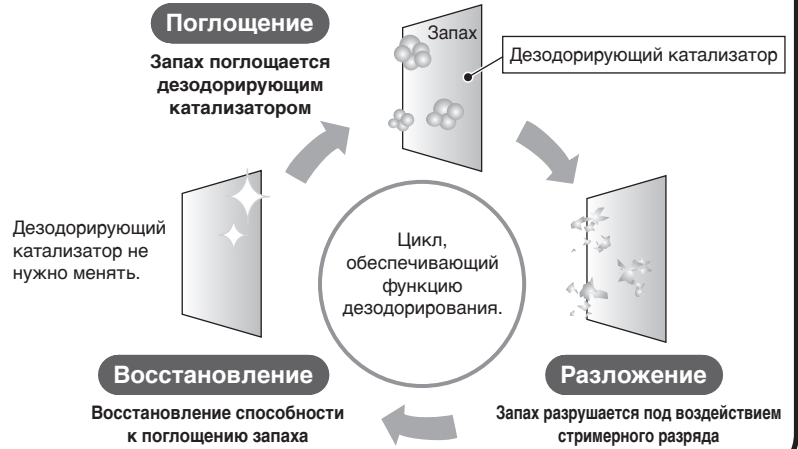 Поглощение
Запах поглощается
дезодорирующим
катализатором
Запах
Дезодорирующий катализатор
Дезодорирующий
катализатор не
нужно менять.
Цикл,
обеспечивающий
функцию
дезодорирования.
Восстановление
Восстановление способности
к поглощению запаха
Разложение
Запах разрушается под воздействием
стримерного разряда